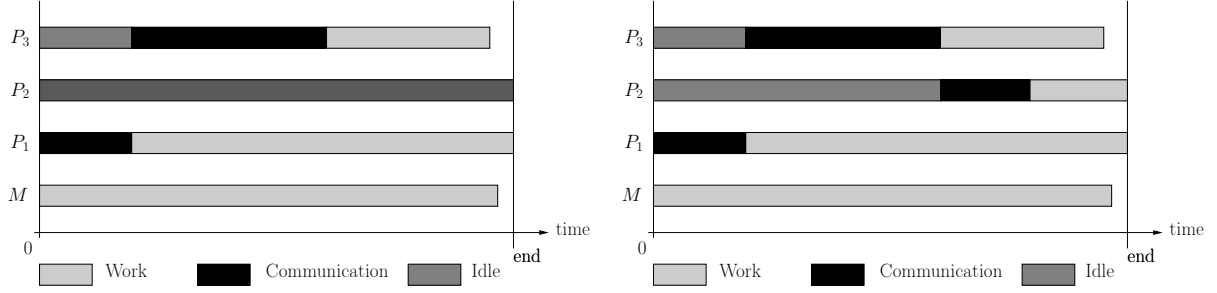 P3
P2
P1
M
0
time
end
Work Communication Idle
P3
P2
P1
M
0
time
end
Work Communication Idle